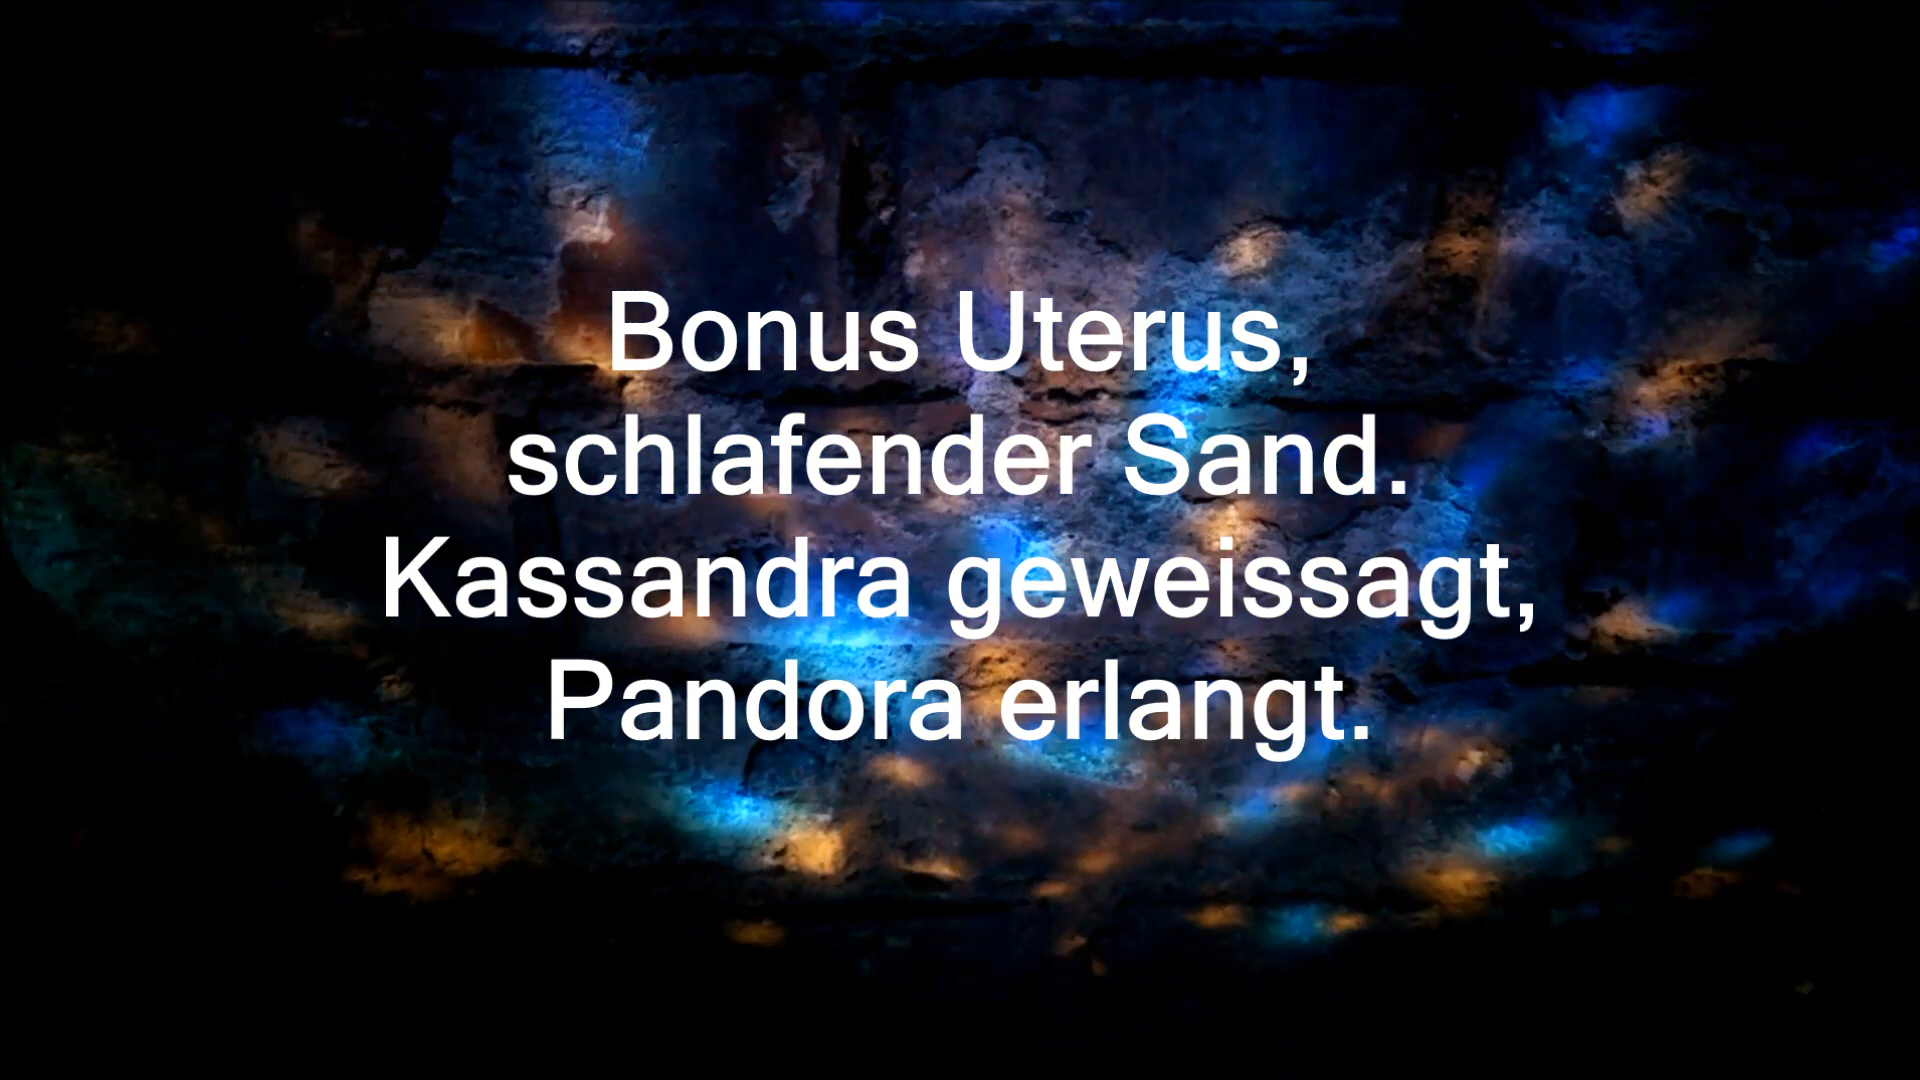 Bonus Uterus,
schlafender Sand.
Kassandra geweissagt,
Pandora erlangt.